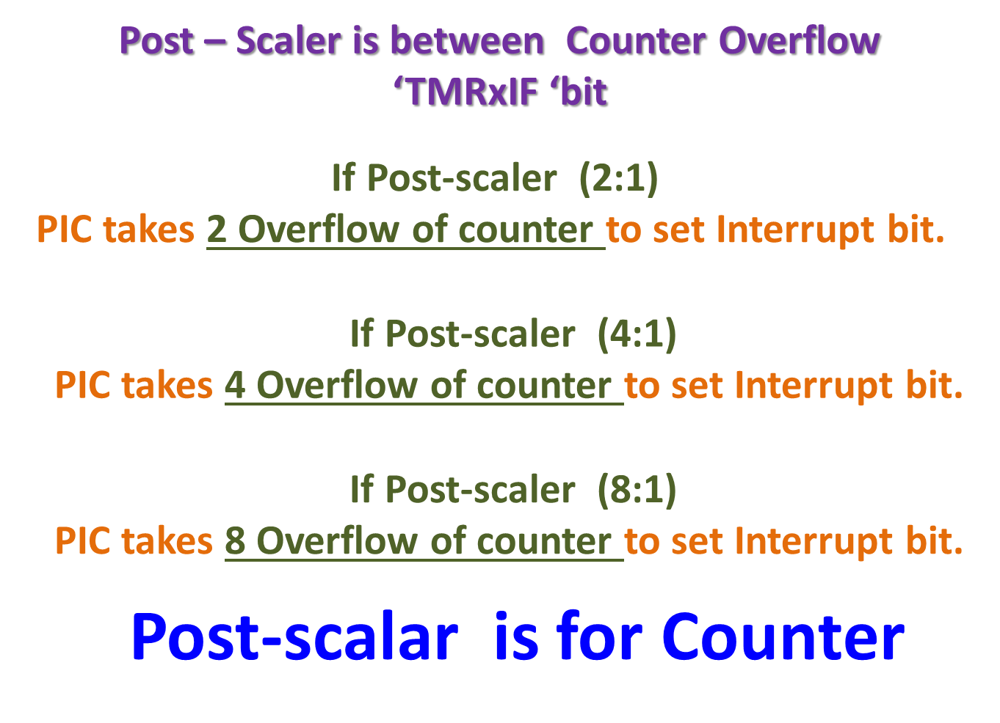 Post – Scaler is between  Counter Overflow
‘TMRxIF ‘bit
If Post-scaler  (2:1)
PIC takes 2 Overflow of counter to set Interrupt bit.
If Post-scaler  (4:1)
PIC takes 4 Overflow of counter to set Interrupt bit.
If Post-scaler  (8:1)
PIC takes 8 Overflow of counter to set Interrupt bit.
Post-scalar  is for Counter